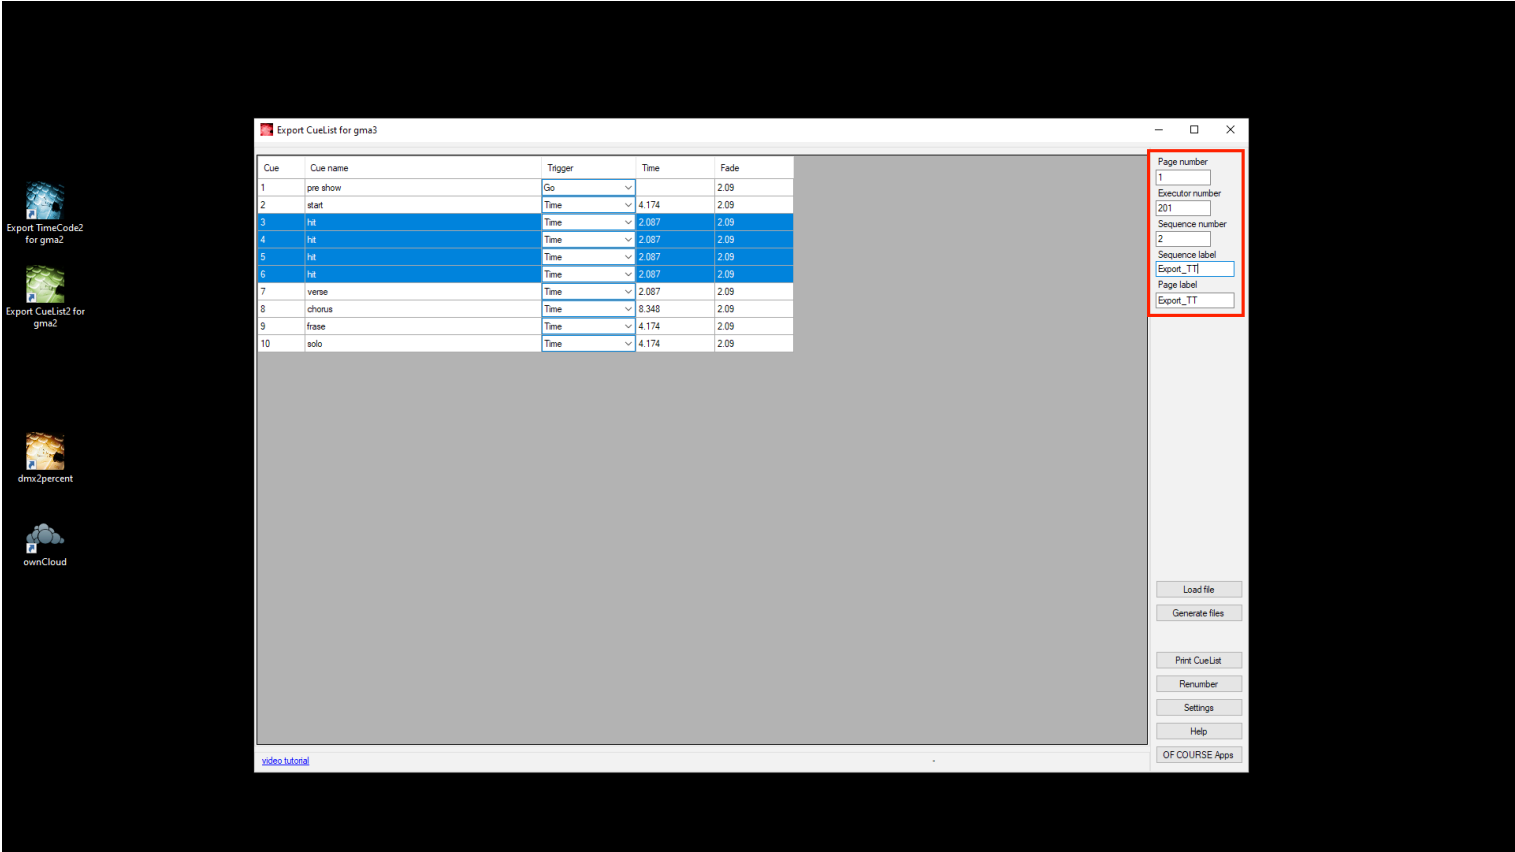 Export CueList for gma3
Cue Cue name Trigger Time Fade
1 pre show Go 2.09
2 start Time 4.174 2.09
3 hit Time 2.087 2.09
4 hit Time 2.087 2.09
5 hit Time 2.087 2.09
6 hit Time 2.087 2.09
7 verse Time 2.087 2.09
8 chorus Time 8.348 2.09
9 frase Time 4.174 2.09
10 solo Time 4.174 2.09
Page number
1
Executor number
201
Sequence number
2
Sequence label
Export_TT
Page label
Export_TT
Load file
Generate files
Print CueList
Renumber
Settings
Help
OF COURSE Apps
video tutorial
-
Export TimeCode2
for gma2
Export CueList2 for
gma2
dmx2percent
ownCloud